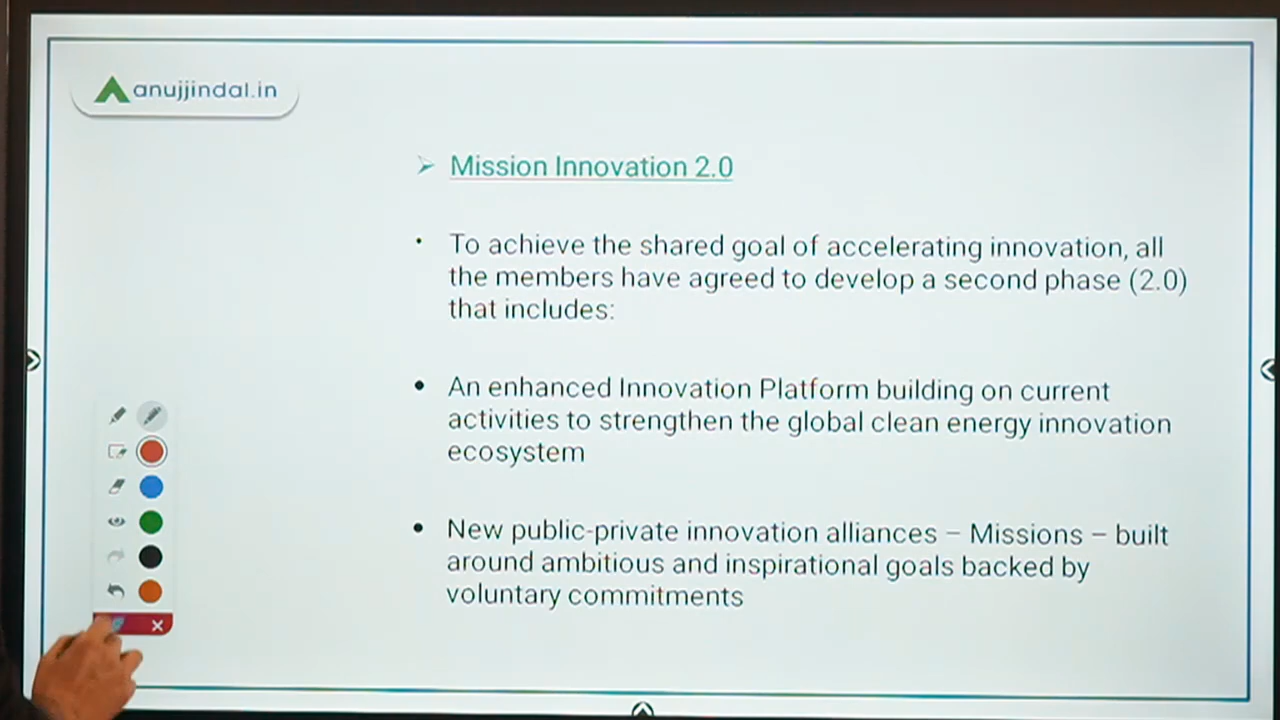 anujjindal.in
Mission Innovation 2.0
To achieve the shared goal of accelerating innovation, all
the members have agreed to develop a second phase (2.0)
that includes:
An enhanced Innovation Platform building on current
activities to strengthen the global clean energy innovation
ecosystem
New public-private innovation alliances – Missions – built
around ambitious and inspirational goals backed by
voluntary commitments